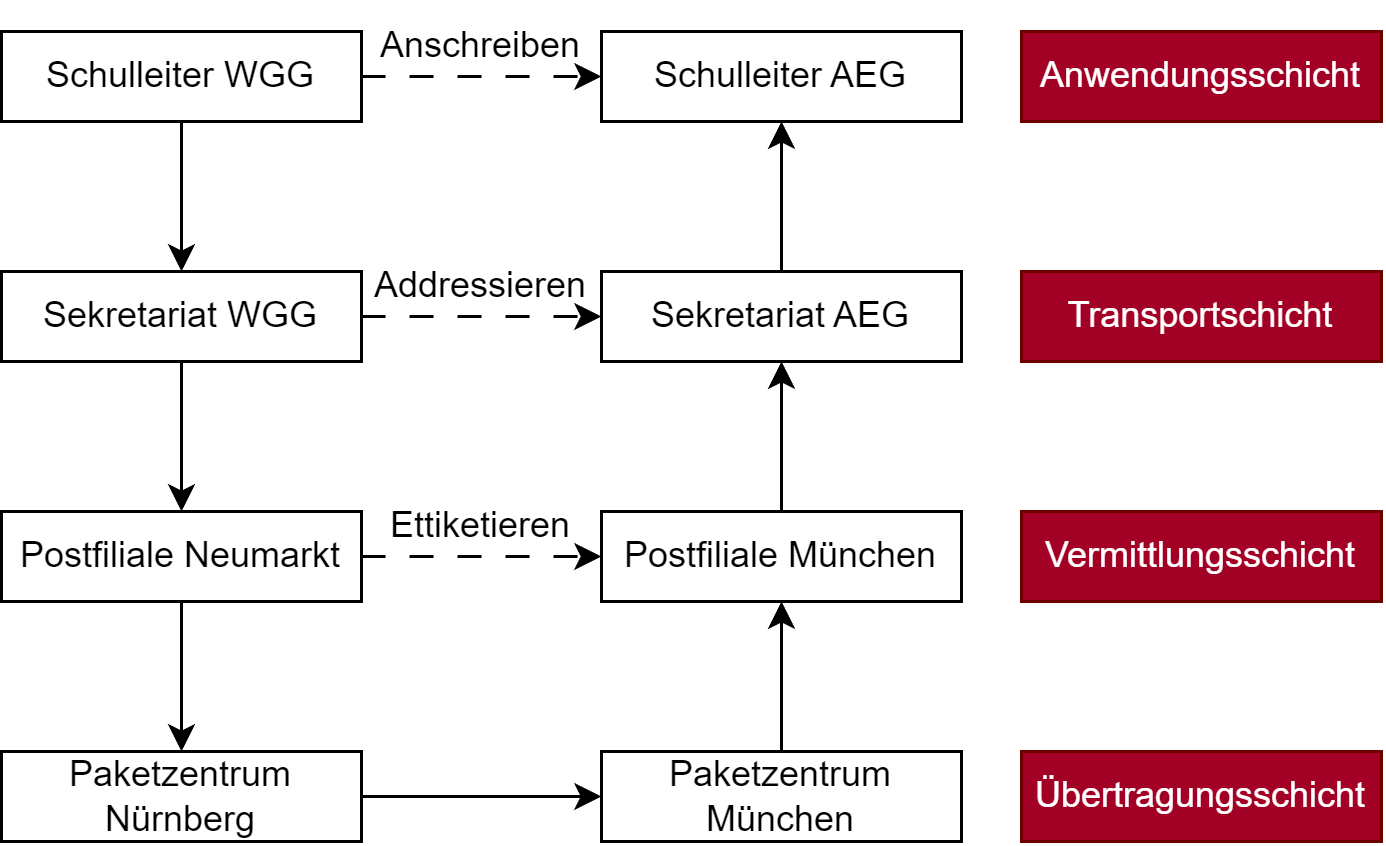 Anschreiben
Schulleiter WGG
Schulleiter AEG
Anwendungsschicht
Addressieren
Sekretariat WGG
Sekretariat AEG
Transportschicht
Ettiketieren
Postfiliale Neumarkt
Postfiliale München
Vermittlungsschicht
Paketzentrum
Nürnberg
Paketzentrum
München
Übertragungsschicht